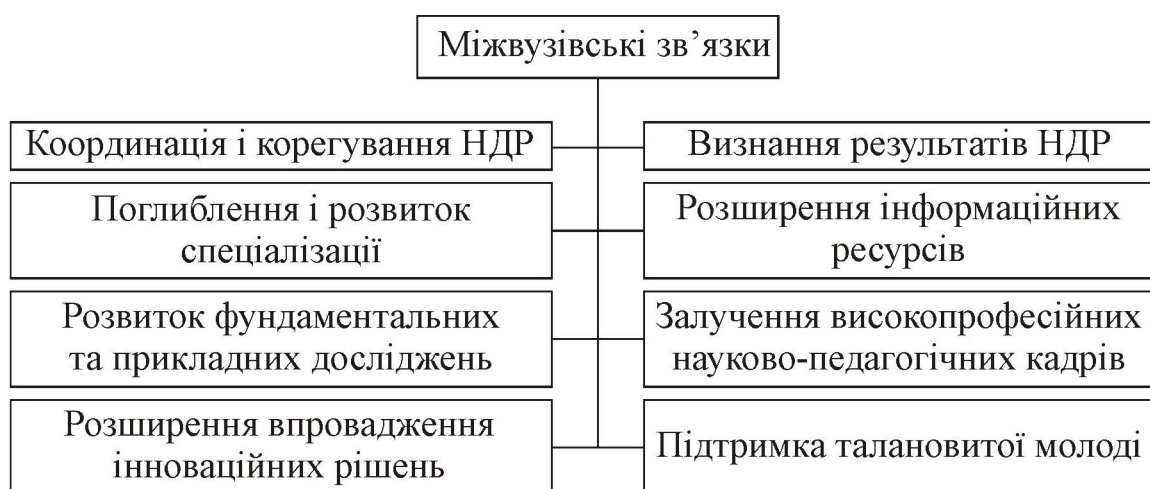 Міжвузівські зв’язки
Координація і корегування НДР
Визнання результатів НДР
Поглиблення і розвиток
спеціалізації
Розширення інформаційних
ресурсів
Розвиток фундаментальних
та прикладних досліджень
Залучення високопрофесійних
науково-педагогічних кадрів
Розширення впровадження
інноваційних рішень
Підтримка талановитої молоді